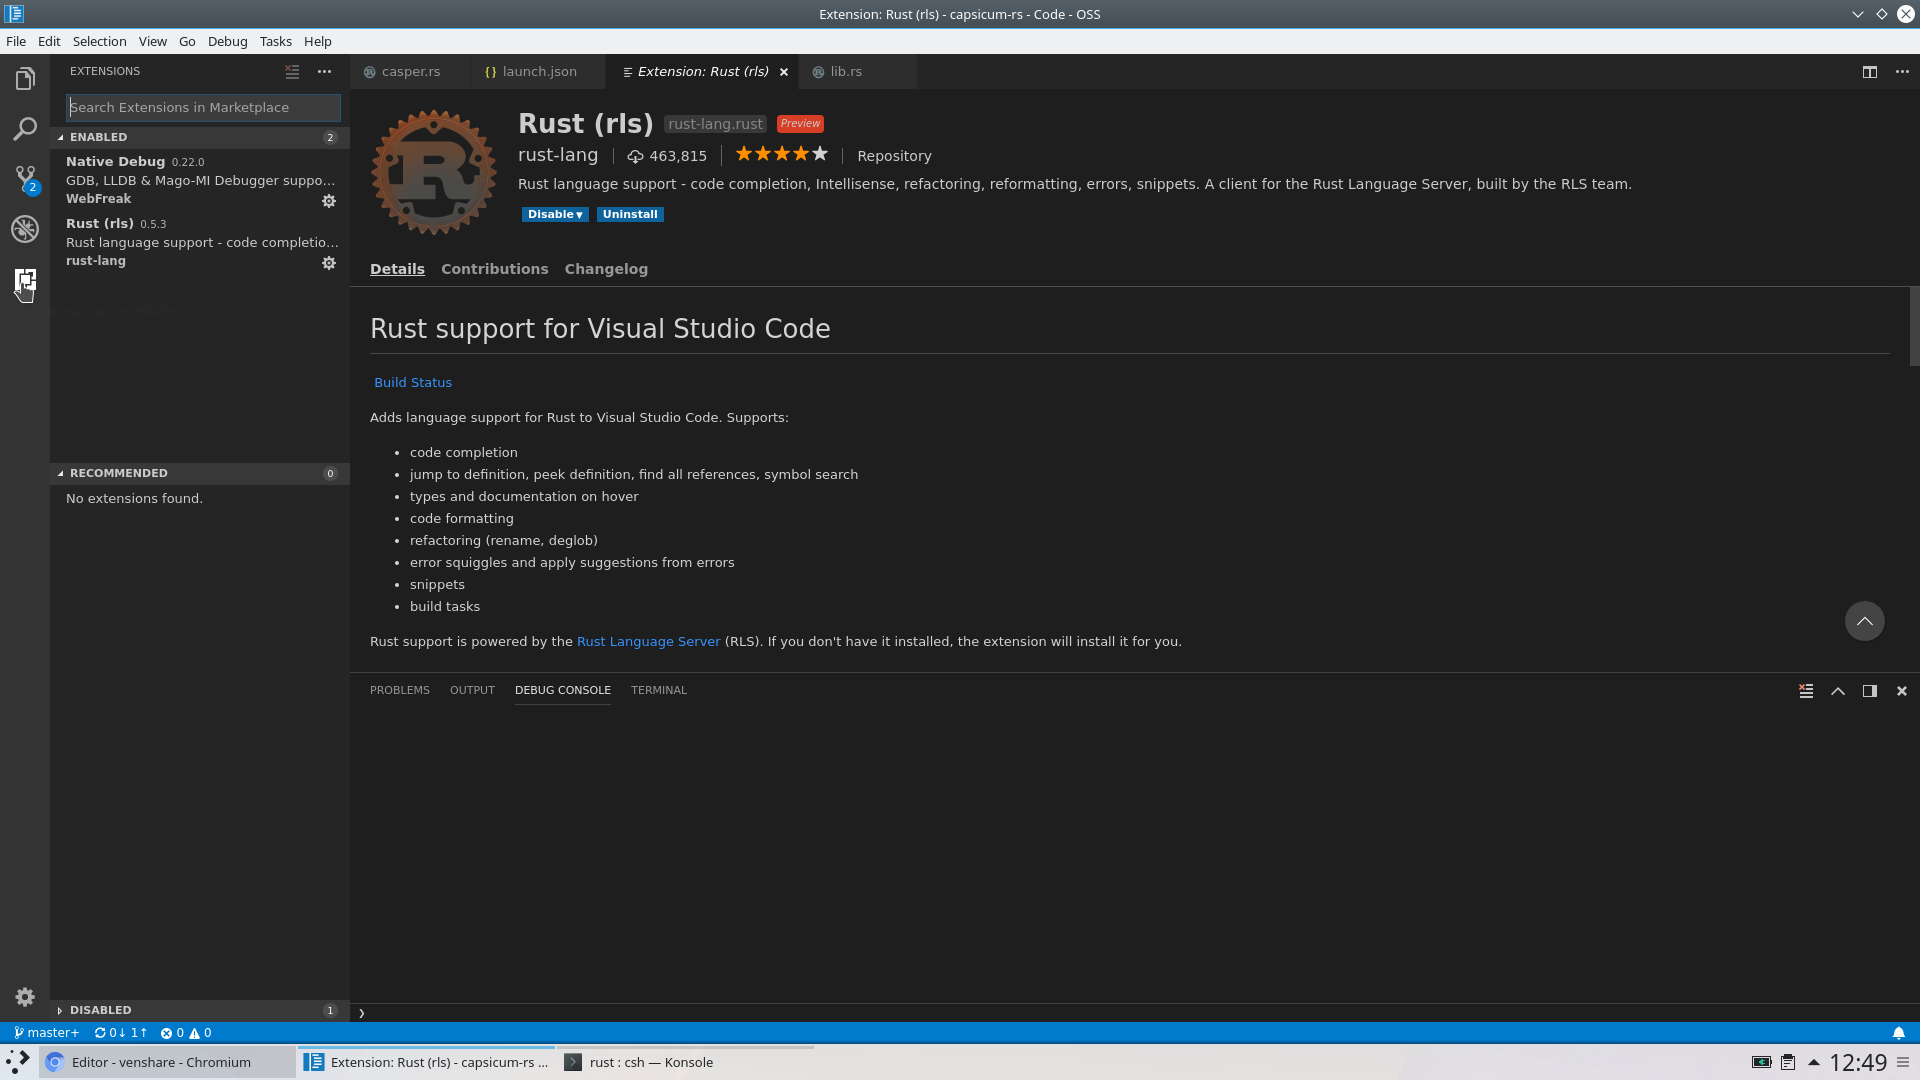 Extension: Rust (rls) - capsicum-rs - Code - OSS
File Edit Selection View Go Debug Tasks Help
EXTENSIONS
casper.rs
launch.json
Extension: Rust (rls)
lib.rs
Search Extensions in Marketplace
ENABLED 2
Native Debug 0.22.0
GDB, LLDB & Mago-MI Debugger suppo...
WebFreak
Rust (rls) 0.5.3
Rust language support - code completio...
rust-lang
2
RECOMMENDED 0
No extensions found.
DISABLED 1
R
Rust (rls) rust-lang.rust Preview
rust-lang 463,815 Repository
Rust language support - code completion, Intellisense, refactoring, reformatting, errors, snippets. A client for the Rust Language Server, built by the RLS team.
Disable Uninstall
Details Contributions Changelog
Rust support for Visual Studio Code
Build Status
Adds language support for Rust to Visual Studio Code. Supports:
• code completion
• jump to definition, peek definition, find all references, symbol search
• types and documentation on hover
• code formatting
• refactoring (rename, deglob)
• error squiggles and apply suggestions from errors
• snippets
• build tasks
Rust support is powered by the Rust Language Server (RLS). If you don't have it installed, the extension will install it for you.
PROBLEMS OUTPUT DEBUG CONSOLE TERMINAL
master+ 0↓ 1↑ 0 0
Editor - venshare - Chromium
Extension: Rust (rls) - capsicum-rs ...
rust : csh — Konsole
12:49